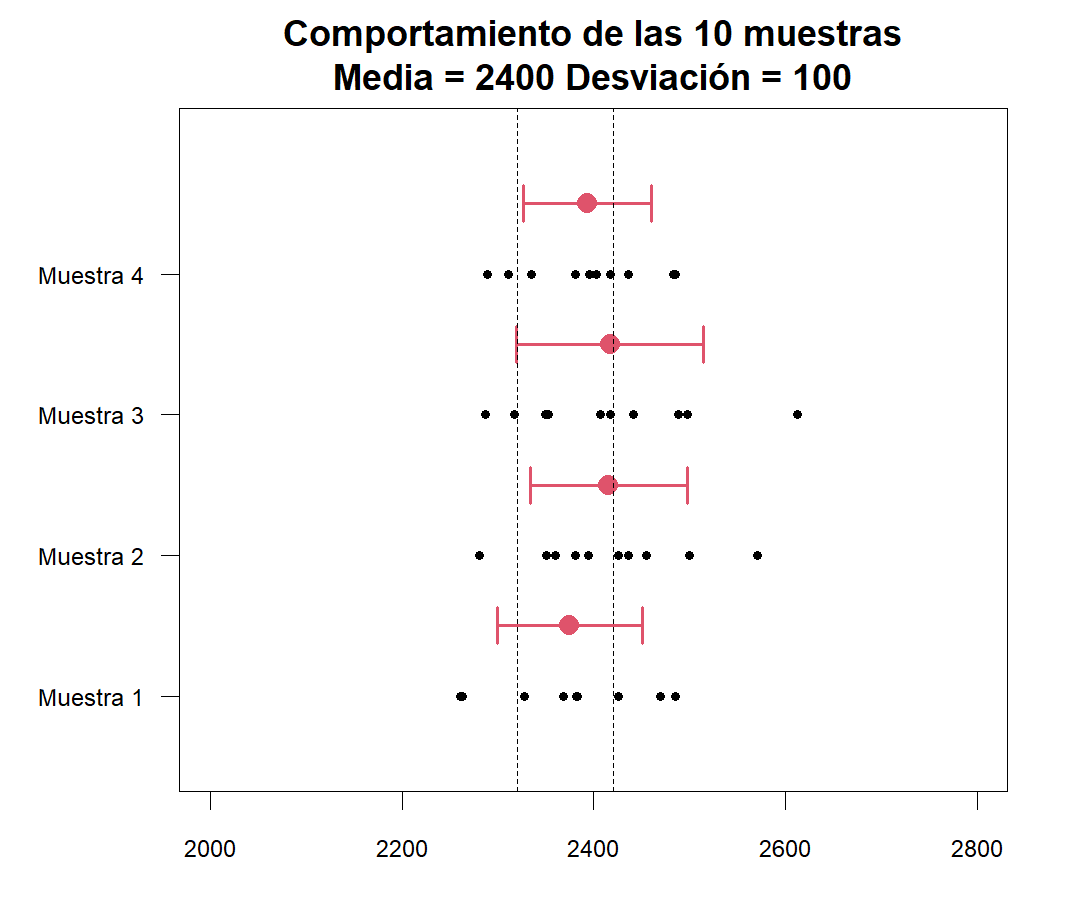 Comportamiento de las 10 muestras
Media = 2400 Desviación = 100
Muestra 4
Muestra 3
Muestra 2
Muestra 1
2000 2200 2400 2600 2800